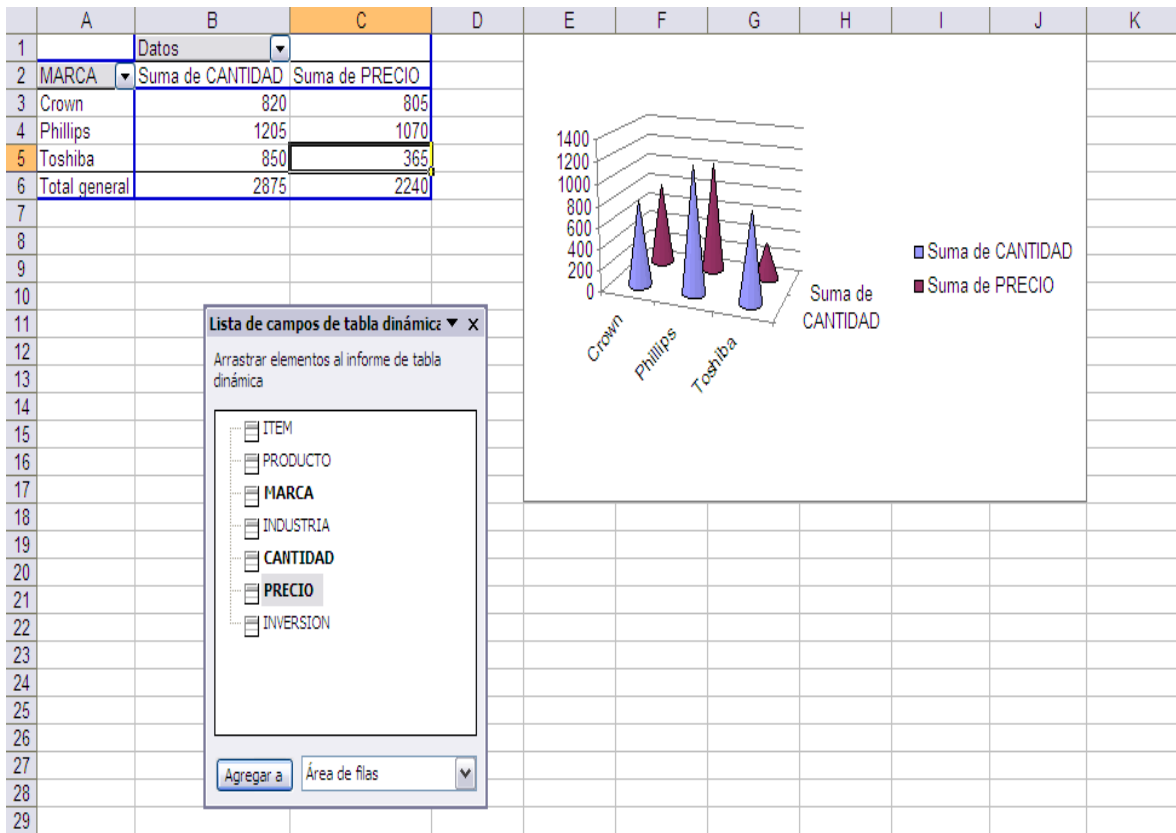 A B C D E F G H I J K
1 Datos
2 MARCA Suma de CANTIDAD Suma de PRECIO
3 Crown 820 805
4 Phillips 1205 1070
5 Toshiba 850 365
6 Total general 2875 2240
7
8
9
10
11
12
13
14
15
16
17
18
19
20
21
22
23
24
25
26
27
28
29
1400
1200
1000
800
600
400
200
0
Crown
Phillips
Toshiba
Suma de
CANTIDAD
Suma de CANTIDAD
Suma de PRECIO
Lista de campos de tabla dinámica
Arrastrar elementos al informe de tabla
dinámica
ITEM
PRODUCTO
MARCA
INDUSTRIA
CANTIDAD
PRECIO
INVERSION
Agregar a Área de filas